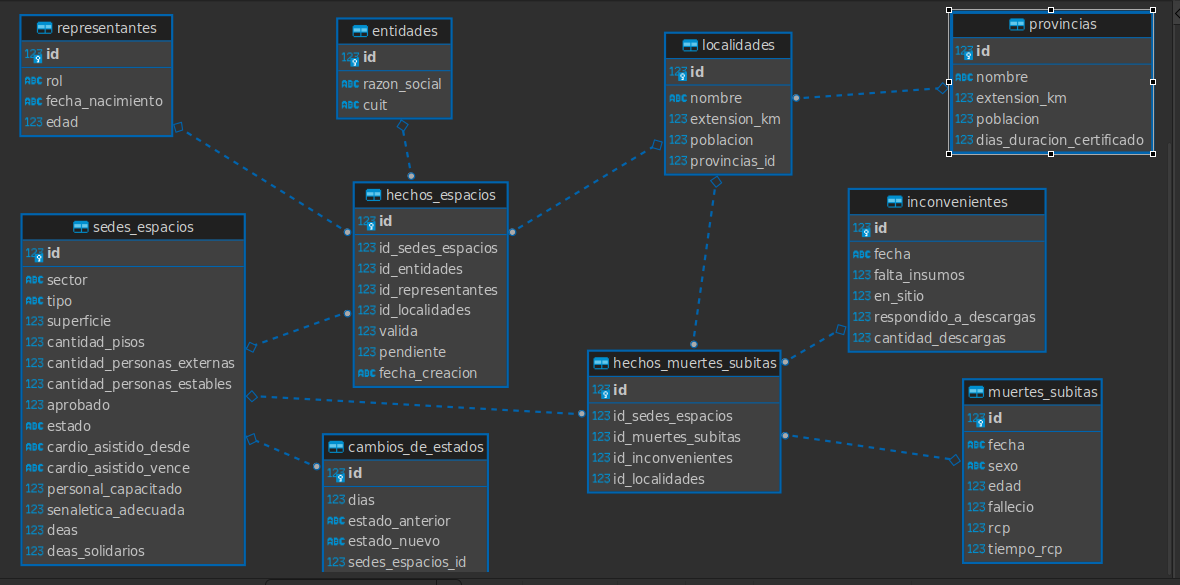 representantes
123 id
ABC rol
ABC fecha_nacimiento
123 edad
entidades
123 id
ABC razon_social
ABC cuit
localidades
123 id
ABC nombre
123 extension_km
123 poblacion
123 provincias_id
provincias
123 id
ABC nombre
123 extension_km
123 poblacion
123 dias_duracion_certificado
sedes_espacios
123 id
ABC sector
ABC tipo
123 superficie
123 cantidad_pisos
123 cantidad_personas_externas
123 cantidad_personas_estables
123 aprobado
ABC estado
ABC cardio_asistido_desde
ABC cardio_asistido_vence
123 personal_capacitado
123 senaletica_adecuada
123 deas
123 deas_solidarios
hechos_espacios
123 id
123 id_sedes_espacios
123 id_entidades
123 id_representantes
123 id_localidades
123 valida
123 pendiente
ABC fecha_creacion
inconvenientes
123 id
ABC fecha
123 falta_insumos
123 en_sitio
123 respondido_a_descargas
123 cantidad_descargas
hechos_muertes_subitas
123 id
123 id_sedes_espacios
123 id_muertes_subitas
123 id_inconvenientes
123 id_localidades
cambios_de_estados
123 id
123 dias
ABC estado_anterior
ABC estado_nuevo
123 sedes_espacios_id
muertes_subitas
123 id
ABC fecha
ABC sexo
123 edad
123 fallecio
123 rcp
123 tiempo_rcp